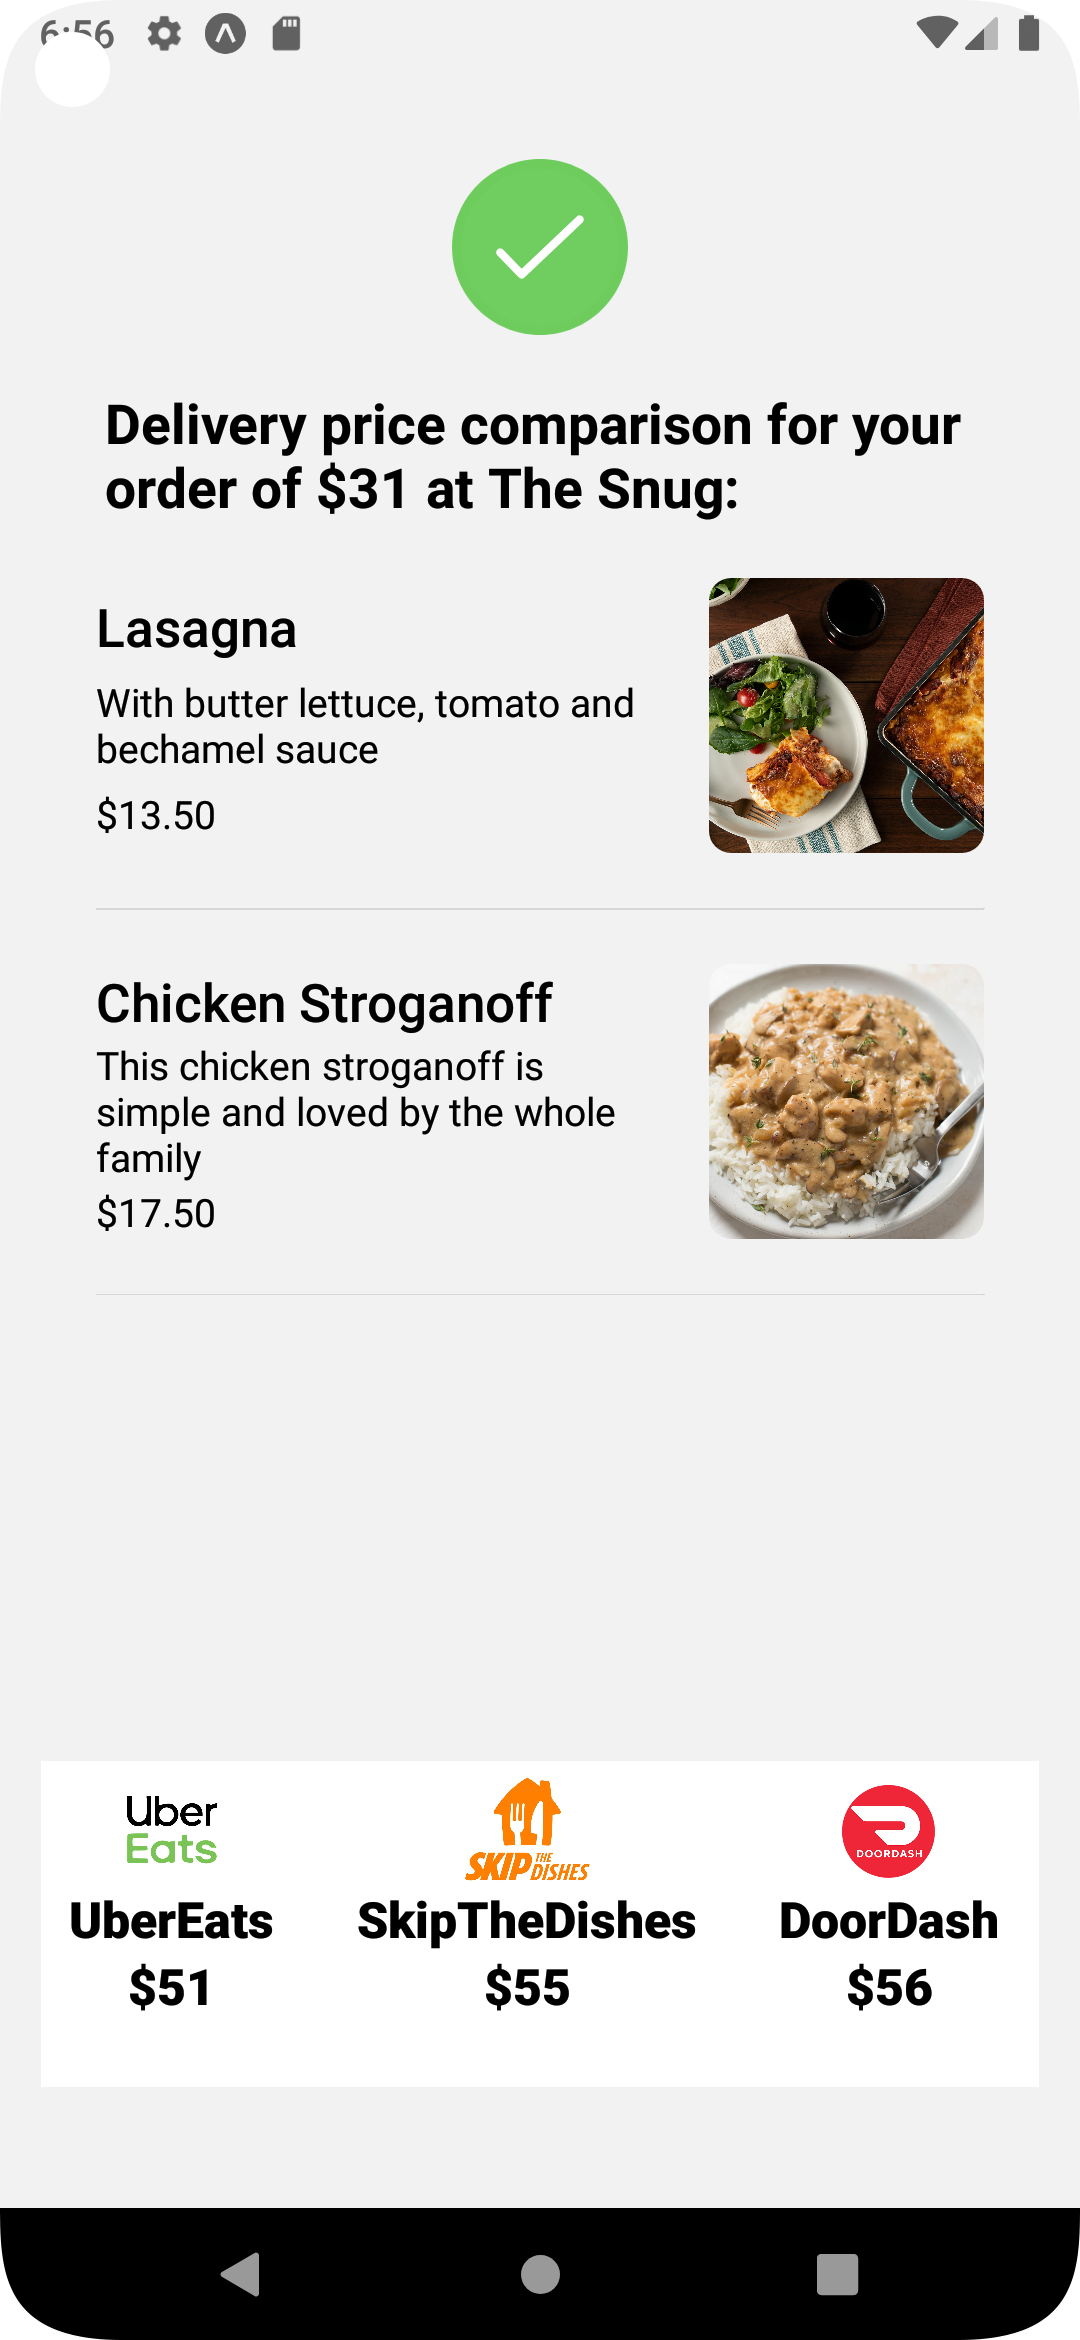 6:56
Delivery price comparison for your
order of $31 at The Snug:
Lasagna
With butter lettuce, tomato and
bechamel sauce
$13.50
Chicken Stroganoff
This chicken stroganoff is
simple and loved by the whole
family
$17.50
Uber
Eats
SKIP THE DISHES
DOORDASH
UberEats
SkipTheDishes
DoorDash
$51
$55
$56